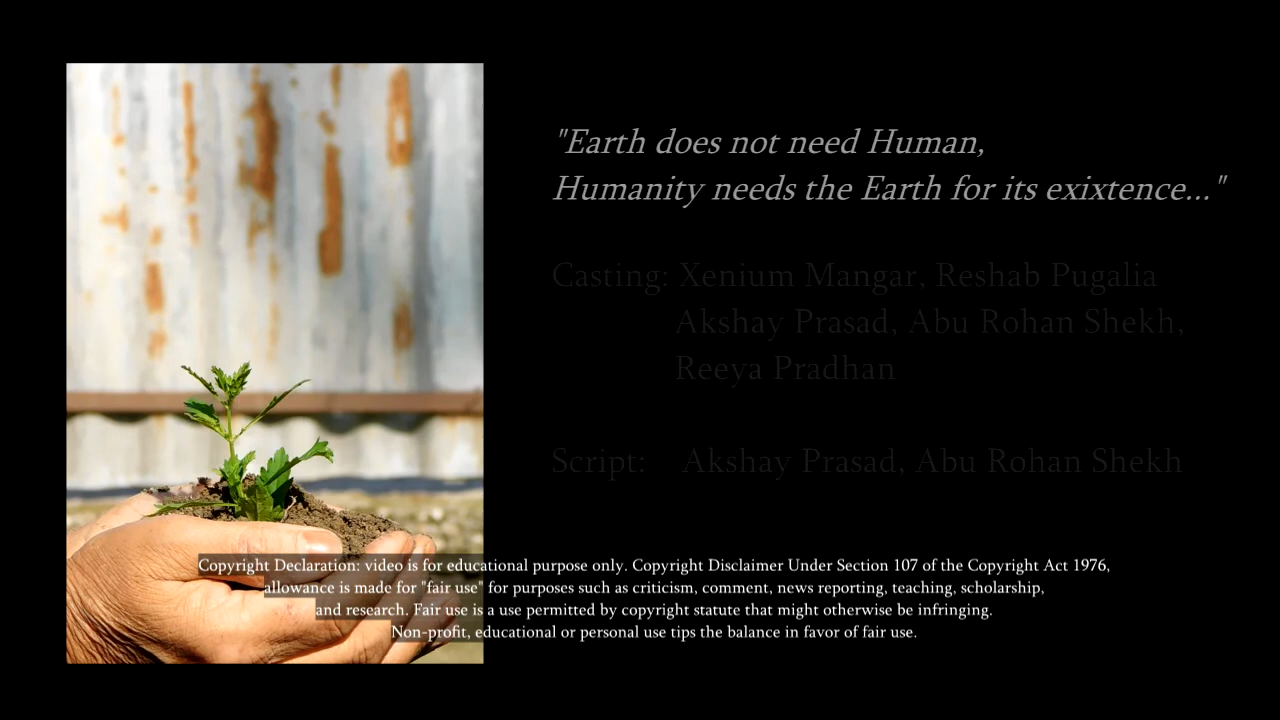 "Earth does not need Human,
Humanity needs the Earth for its exixtence..."
Casting: Xenium Mangar, Reshab Pugalia
Akshay Prasad, Abu Rohan Shekh,
Reeya Pradhan
Script: Akshay Prasad, Abu Rohan Shekh
Copyright Declaration: video is for educational purpose only. Copyright Disclaimer Under Section 107 of the Copyright Act 1976,
allowance is made for "fair use" for purposes such as criticism, comment, news reporting, teaching, scholarship,
and research. Fair use is a use permitted by copyright statute that might otherwise be infringing.
Non-profit, educational or personal use tips the balance in favor of fair use.